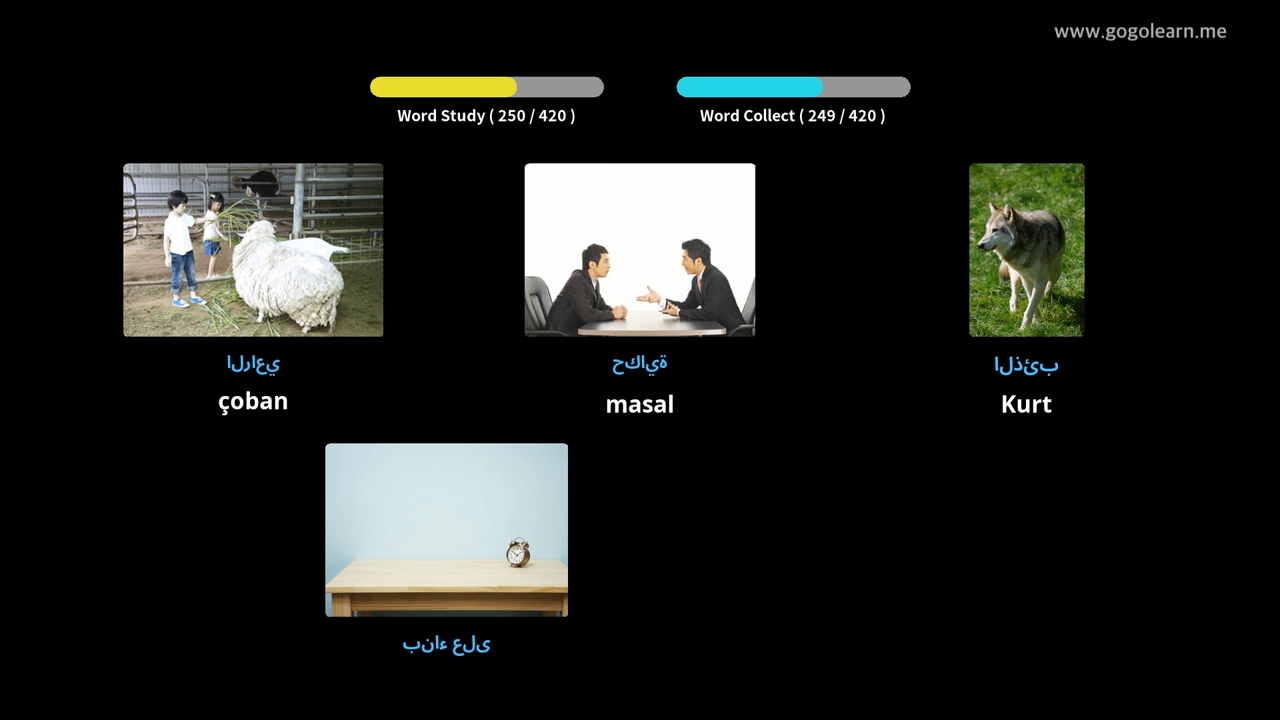 www.gogolearn.me
Word Study ( 250 / 420 )
Word Collect ( 249 / 420 )
الراعي
çoban
حكاية
masal
الذئب
Kurt
بناء على